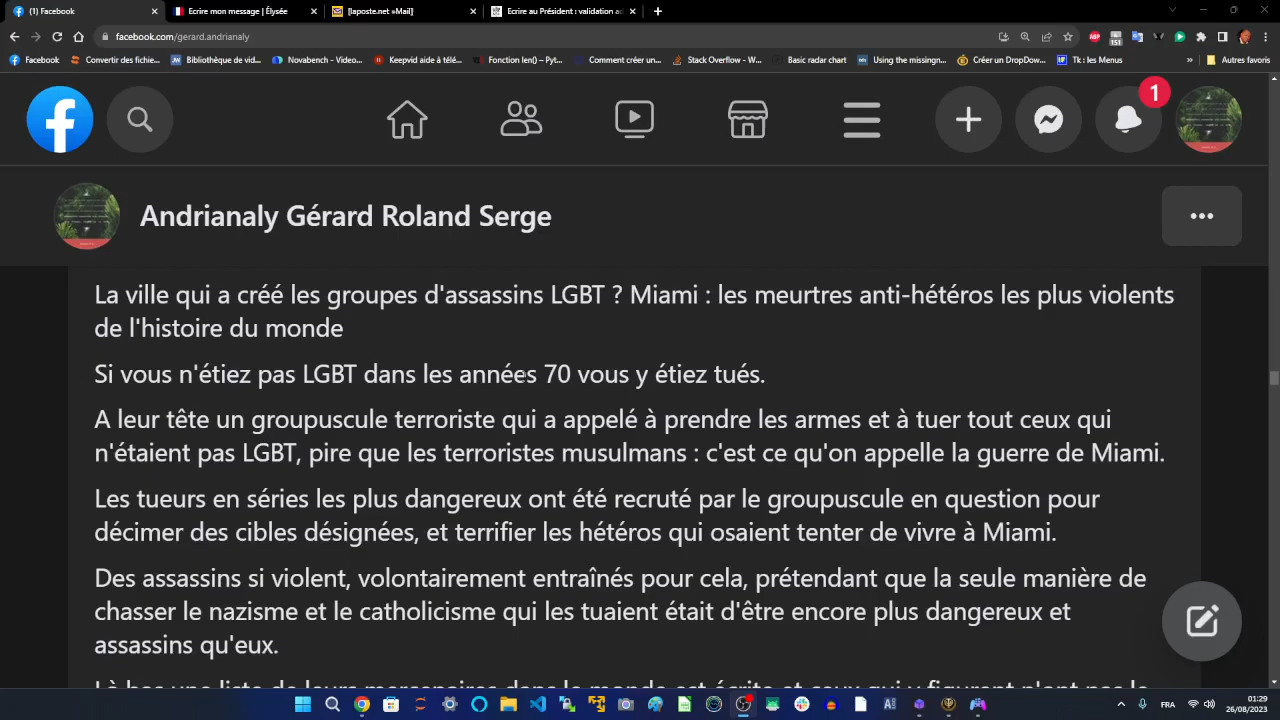 (1) Facebook
Ecrire mon message | Élysée
[laposte.net »Mail]
Ecrire au Président : validation ad
facebook.com/gerard.andrianaly
Facebook
Convertir des fichie...
Bibliothèque de vid...
Novabench - Video...
Keepvid aide à télé...
Fonction len() – Pyt...
Comment créer un...
Stack Overflow - W...
Basic radar chart
Using the missingn...
Créer un DropDow...
Tk : les Menus
»
Autres favoris
1
Andrianaly Gérard Roland Serge
La ville qui a créé les groupes d'assassins LGBT ? Miami : les meurtres anti-hétéros les plus violents
de l'histoire du monde
Si vous n'étiez pas LGBT dans les années 70 vous y étiez tués.
A leur tête un groupuscule terroriste qui a appelé à prendre les armes et à tuer tout ceux qui
n'étaient pas LGBT, pire que les terroristes musulmans : c'est ce qu'on appelle la guerre de Miami.
Les tueurs en séries les plus dangereux ont été recruté par le groupuscule en question pour
décimer des cibles désignées, et terrifier les hétéros qui osaient tenter de vivre à Miami.
Des assassins si violent, volontairement entraînés pour cela, prétendant que la seule manière de
chasser le nazisme et le catholicisme qui les tuaient était d'être encore plus dangereux et
assassins qu'eux.
FRA
01:29
26/08/2023